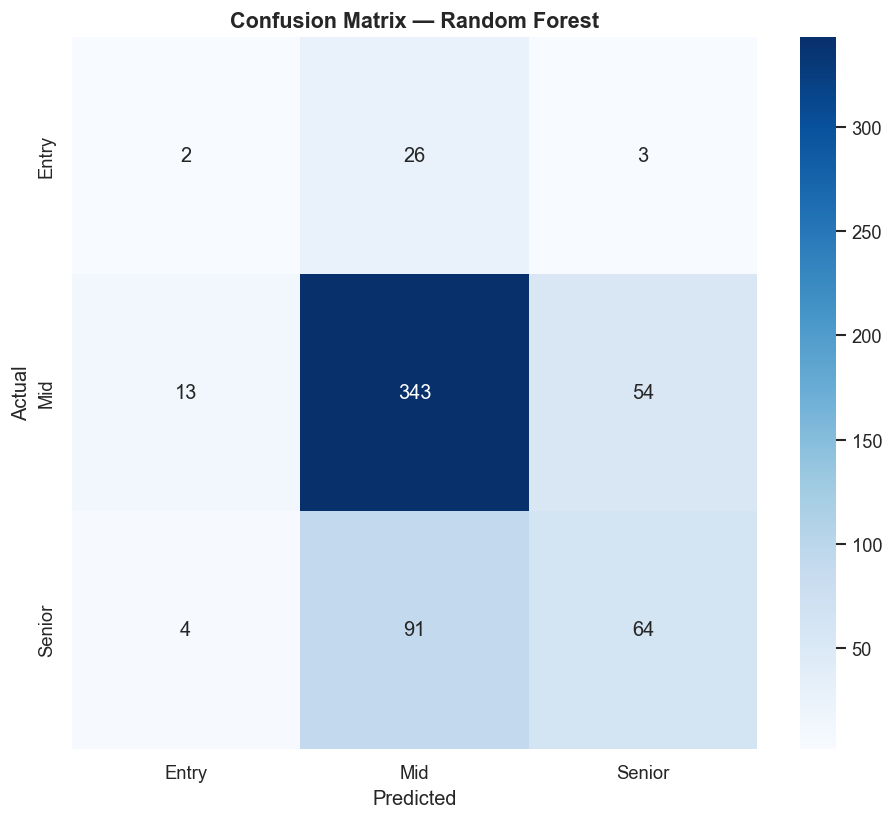 Confusion Matrix — Random Forest
Actual
Entry
2 26 3
Mid
13 343 54
Senior
4 91 64
Entry Mid Senior
Predicted
300
250
200
150
100
50